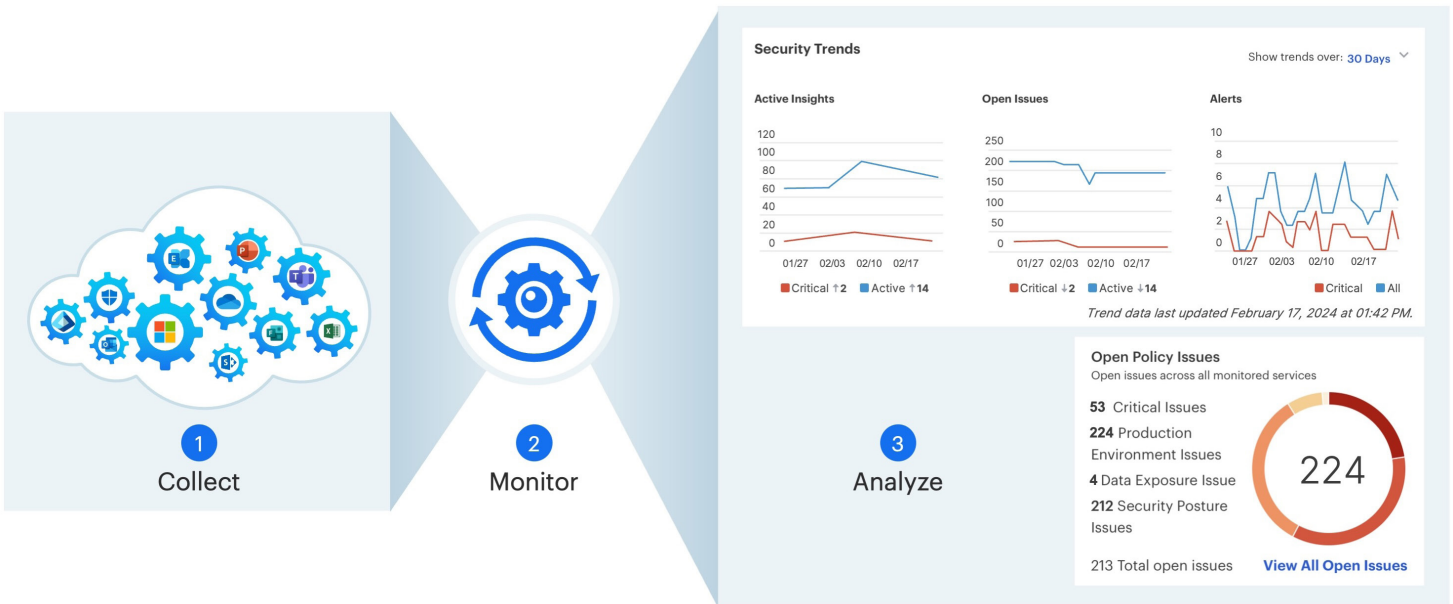 Security Trends
Show trends over: 30 Days
Active Insights
120
100
80
60
40
20
0
01/27 02/03 02/10 02/17
Critical ↑2 Active ↑14
Open Issues
250
200
150
100
50
0
01/27 02/03 02/10 02/17
Critical ↓2 Active ↓14
Alerts
10
8
6
4
2
0
01/27 02/03 02/10 02/17
Critical All
Trend data last updated February 17, 2024 at 01:42 PM.
E
P
T
S
X
1
Collect
2
Monitor
3
Analyze
Open Policy Issues
Open issues across all monitored services
53 Critical Issues
224 Production
Environment Issues
4 Data Exposure Issue
212 Security Posture
Issues
224
213 Total open issues
View All Open Issues